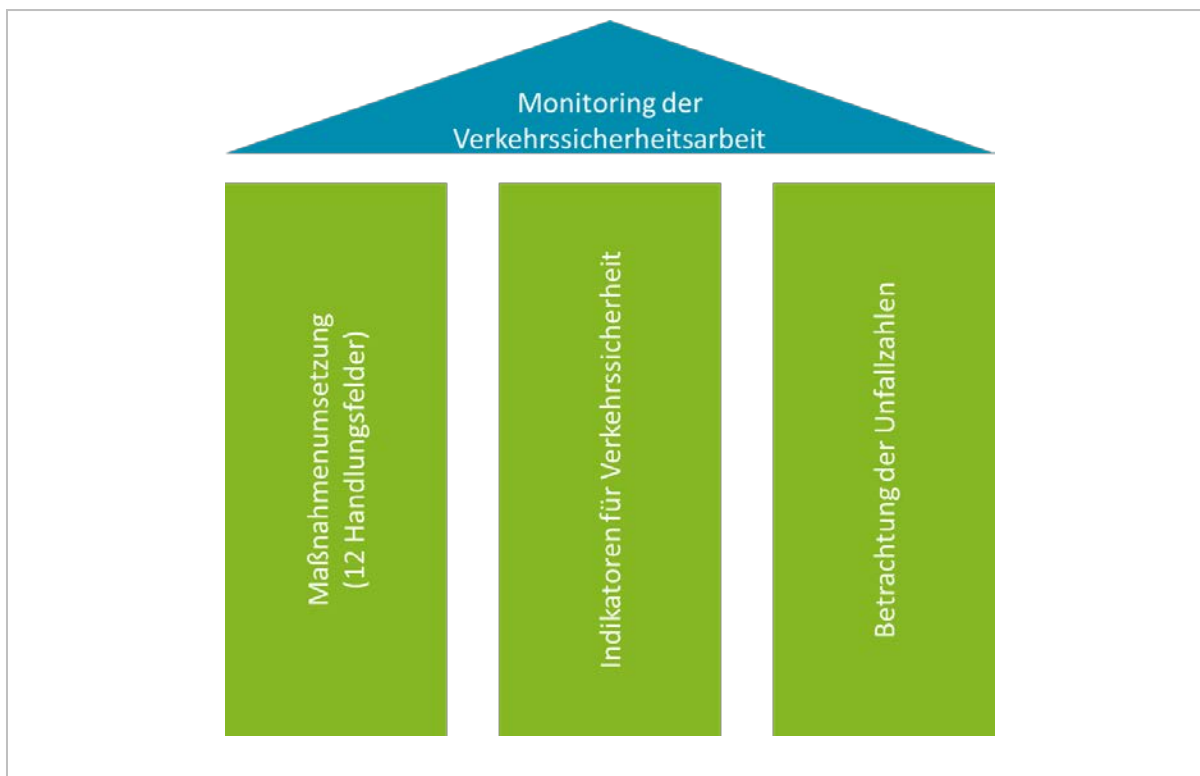 Monitoring der
Verkehrssicherheitsarbeit
Maßnahmenumsetzung
(12 Handlungsfelder)
Indikatoren für Verkehrssicherheit
Betrachtung der Unfallzahlen